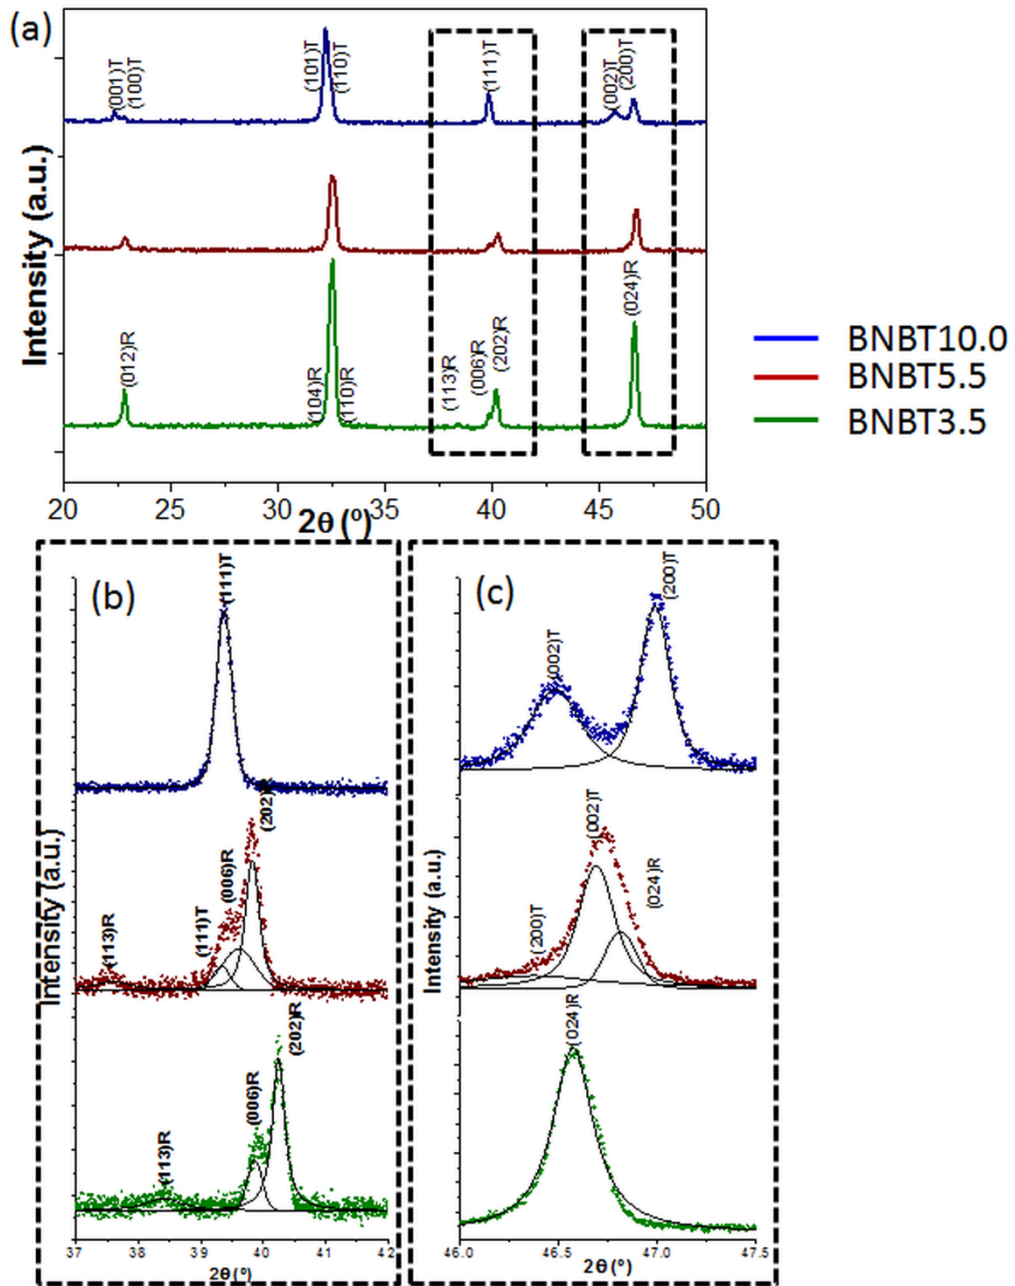 (a)
Intensity (a.u.)
(001)T
(100)T
(101)T
(110)T
(111)T
(002)T
(200)T
(012)R
(104)R
(110)R
(113)R
(006)R
(202)R
(024)R
20 25 30 35 40 45 50
2θ (º)
BNBT10.0
BNBT5.5
BNBT3.5
(b)
Intensity (a.u.)
(111)T
(113)R
(111)T
(006)R
(202)
(113)R
(006)R
(202)R
37 38 39 40 41 42
2θ (º)
(c)
Intensity (a.u.)
(002)T
(200)T
(200)T
(002)T
(024)R
(024)R
46.0 46.5 47.0 47.5
2θ (º)